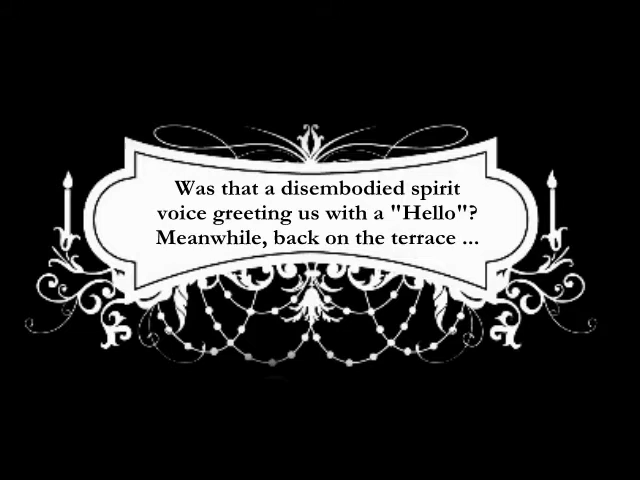 Was that a disembodied spirit
voice greeting us with a "Hello"?
Meanwhile, back on the terrace ...